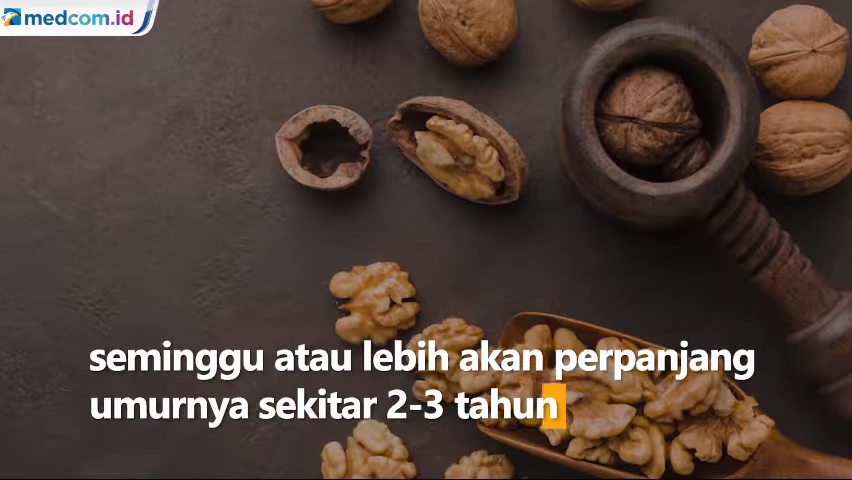 medcom.id
seminggu atau lebih akan perpanjang
umurnya sekitar 2-3 tahun